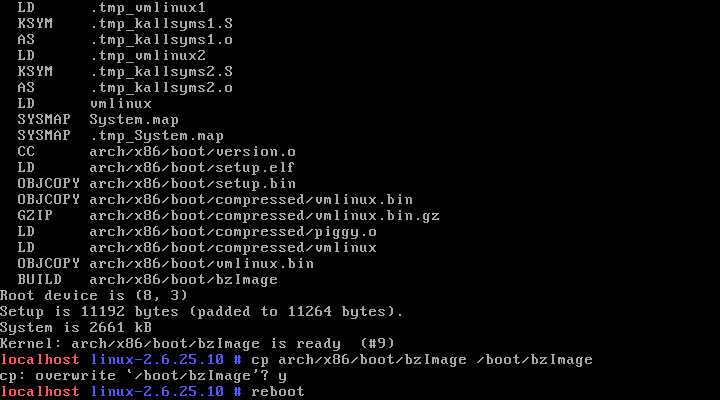 LD      .tmp_vmlinux1
KSYM    .tmp_kallsyms1.S
AS      .tmp_kallsyms1.o
LD      .tmp_vmlinux2
KSYM    .tmp_kallsyms2.S
AS      .tmp_kallsyms2.o
LD      vmlinux
SYSMAP  System.map
SYSMAP  .tmp_System.map
CC      arch/x86/boot/version.o
LD      arch/x86/boot/setup.elf
OBJCOPY arch/x86/boot/setup.bin
OBJCOPY arch/x86/boot/compressed/vmlinux.bin
GZIP    arch/x86/boot/compressed/vmlinux.bin.gz
LD      arch/x86/boot/compressed/piggy.o
LD      arch/x86/boot/compressed/vmlinux
OBJCOPY arch/x86/boot/vmlinux.bin
BUILD   arch/x86/boot/bzImage
Root device is (8, 3)
Setup is 11192 bytes (padded to 11264 bytes).
System is 2661 kB
Kernel: arch/x86/boot/bzImage is ready  (#9)
localhost linux-2.6.25.10 # cp arch/x86/boot/bzImage /boot/bzImage
cp: overwrite `/boot/bzImage'? y
localhost linux-2.6.25.10 # reboot